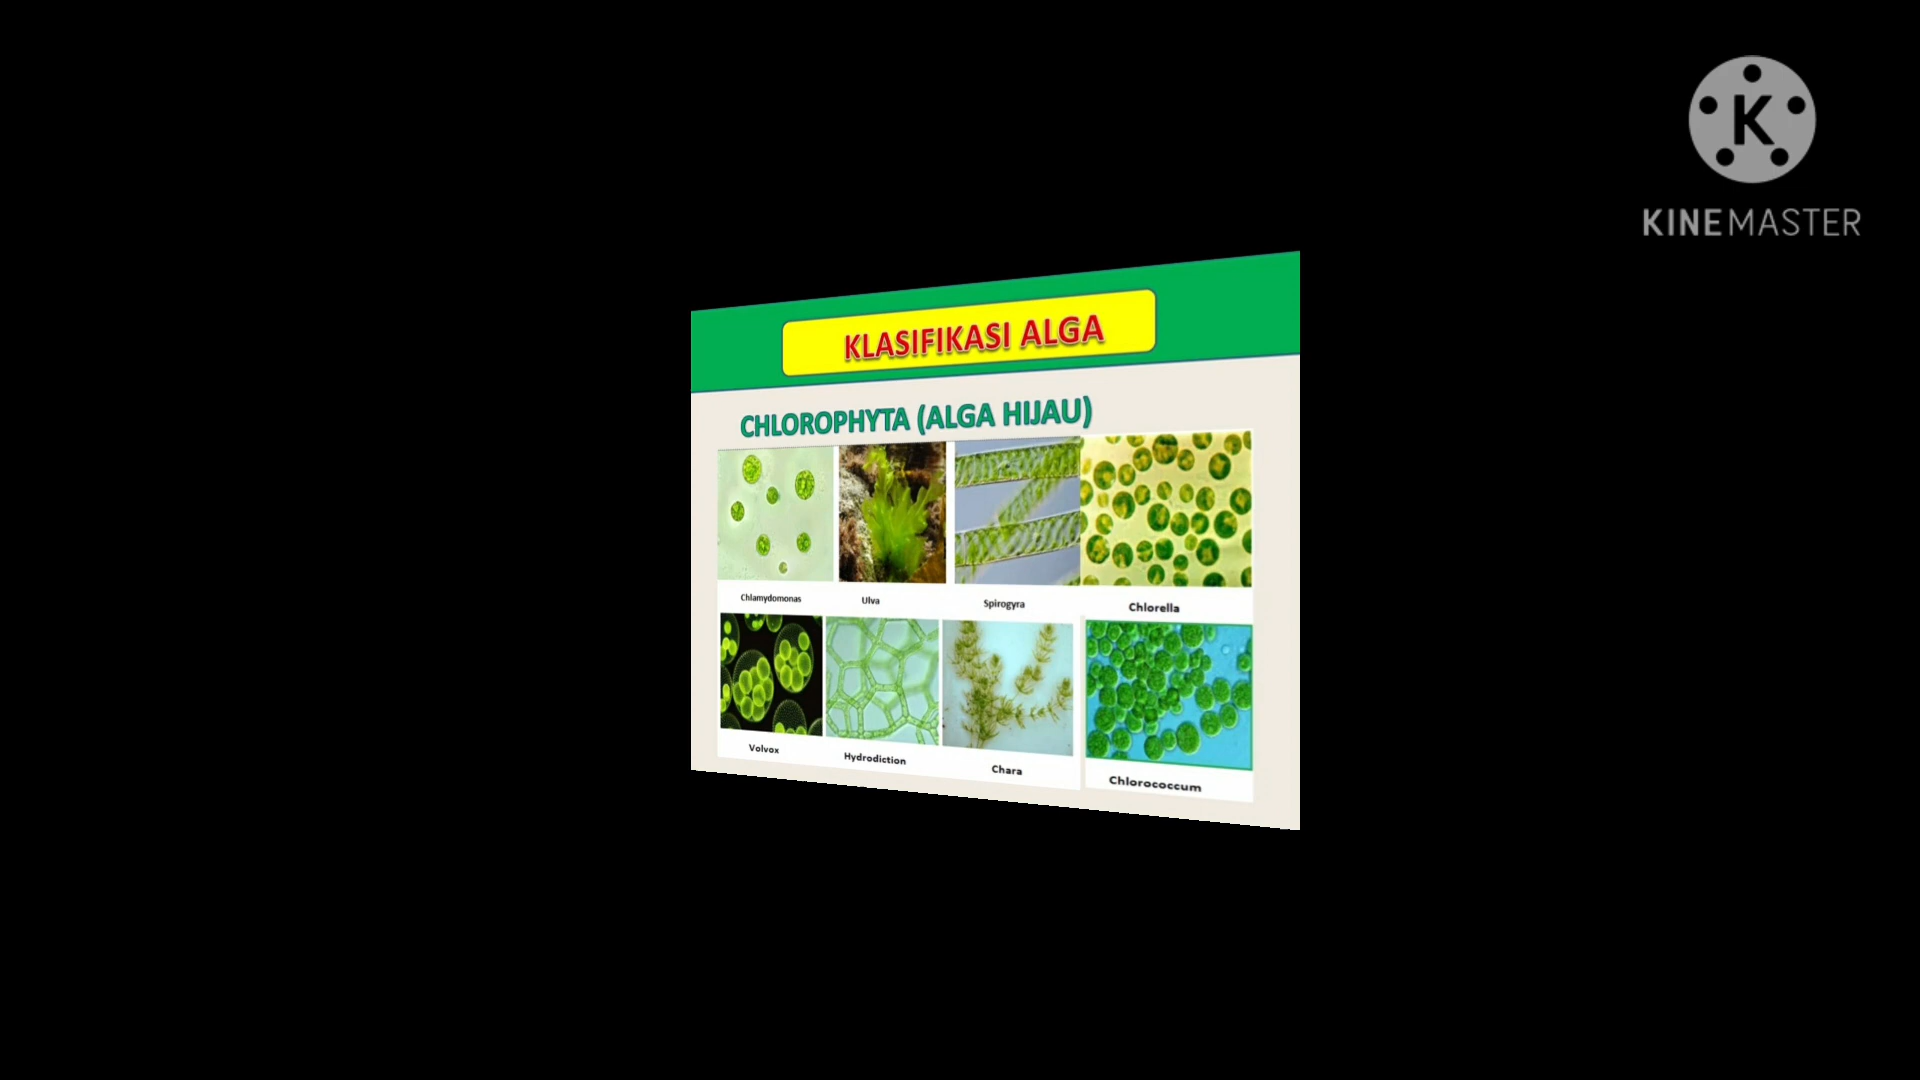 K
KINEMASTER
KLASIFIKASI ALGA
CHLOROPHYTA (ALGA HIJAU)
Chlamydomonas
Ulva
Spirogyra
Chlorella
Volvox
Hydrodiction
Chara
Chlorococcum